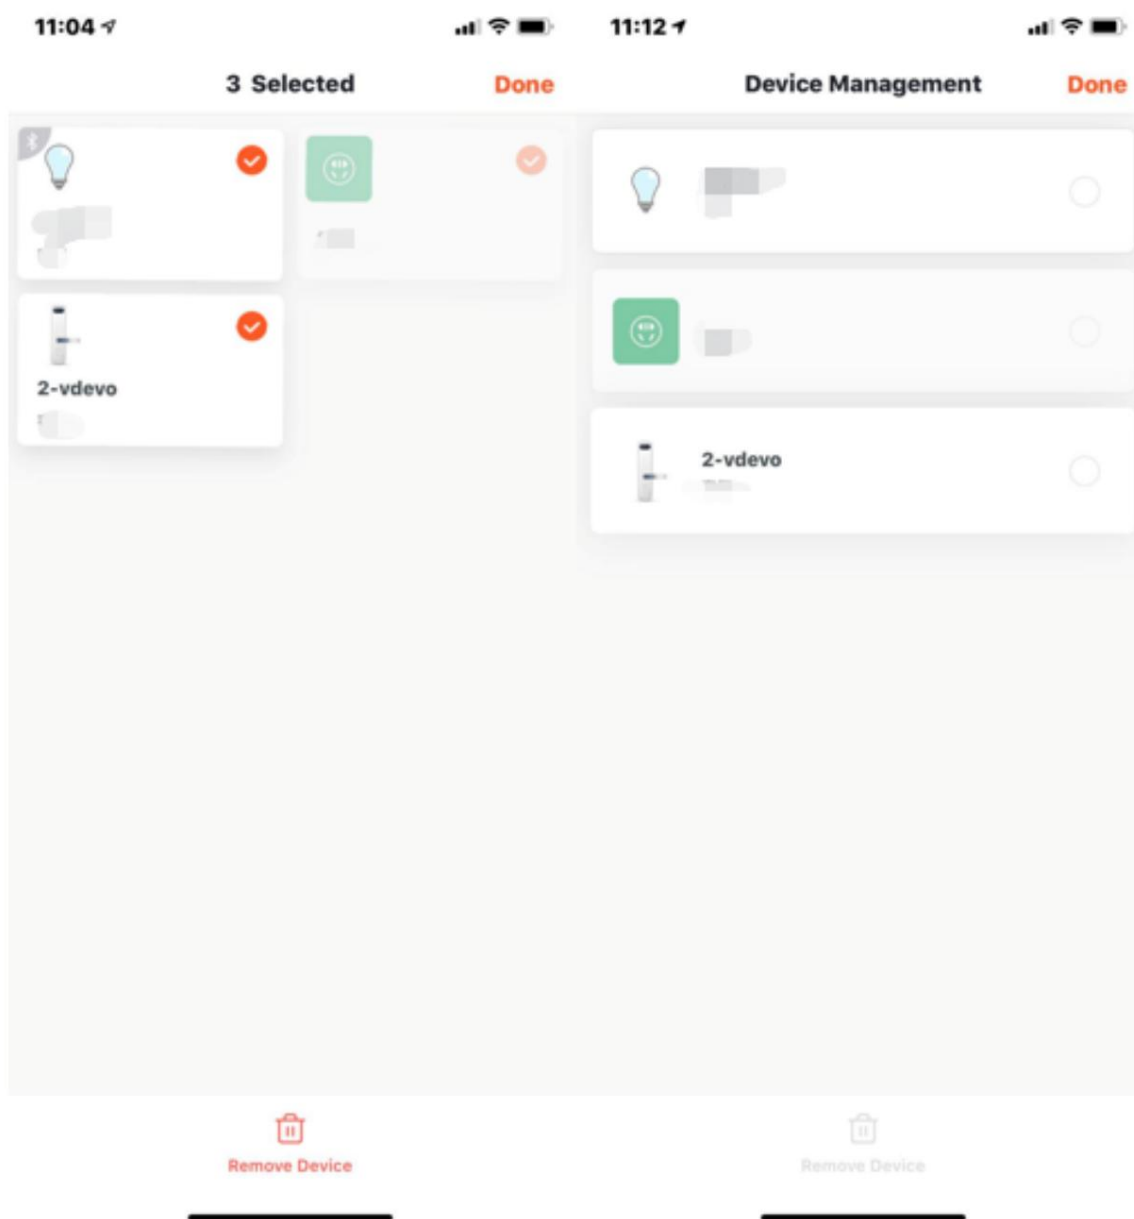 11:04
3 Selected
Done
2-vdevo
Remove Device
11:12
Device Management
Done
2-vdevo
Remove Device